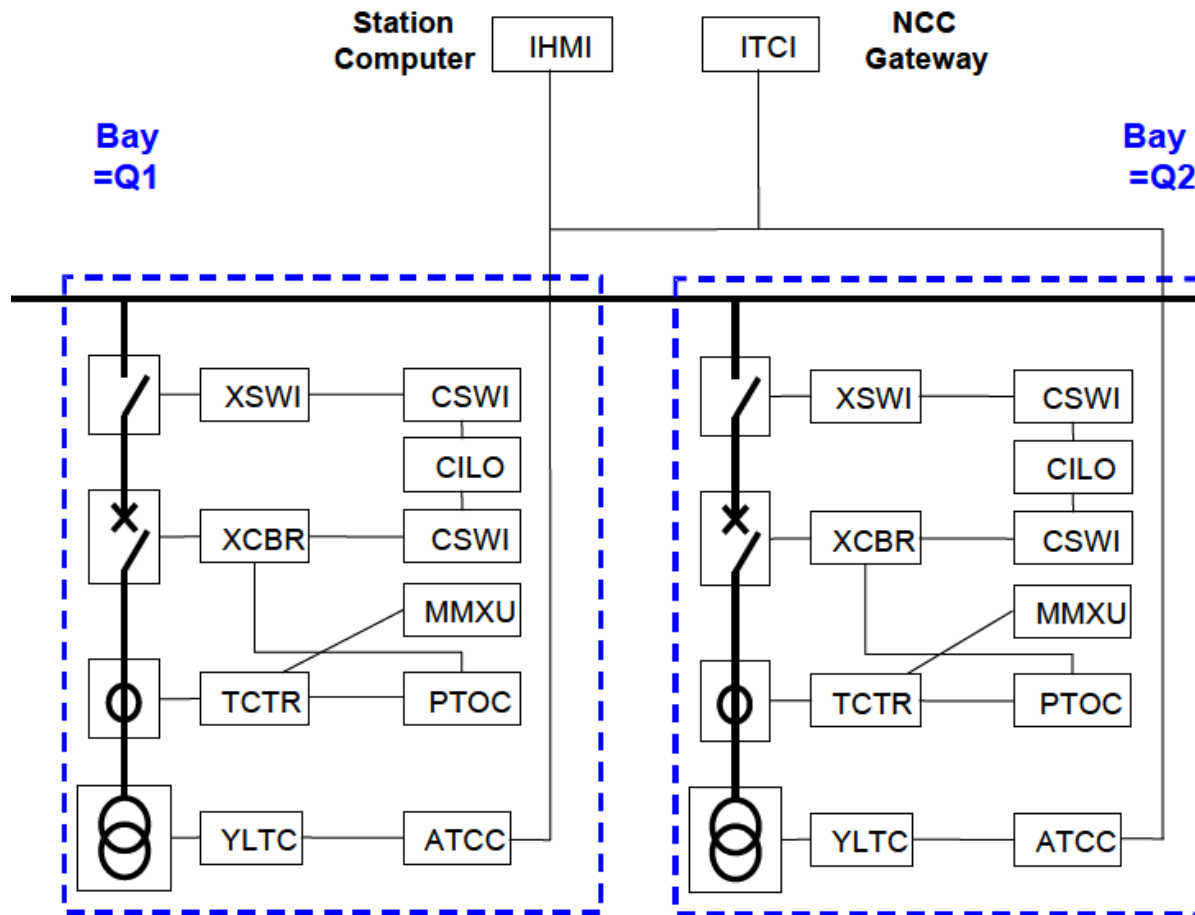 Station
Computer
IHMI
ITCI
NCC
Gateway
Bay
=Q1
Bay
=Q2
XSWI
CSWI
CILO
XCBR
CSWI
MMXU
TCTR
PTOC
YLTC
ATCC
XSWI
CSWI
CILO
XCBR
CSWI
MMXU
TCTR
PTOC
YLTC
ATCC